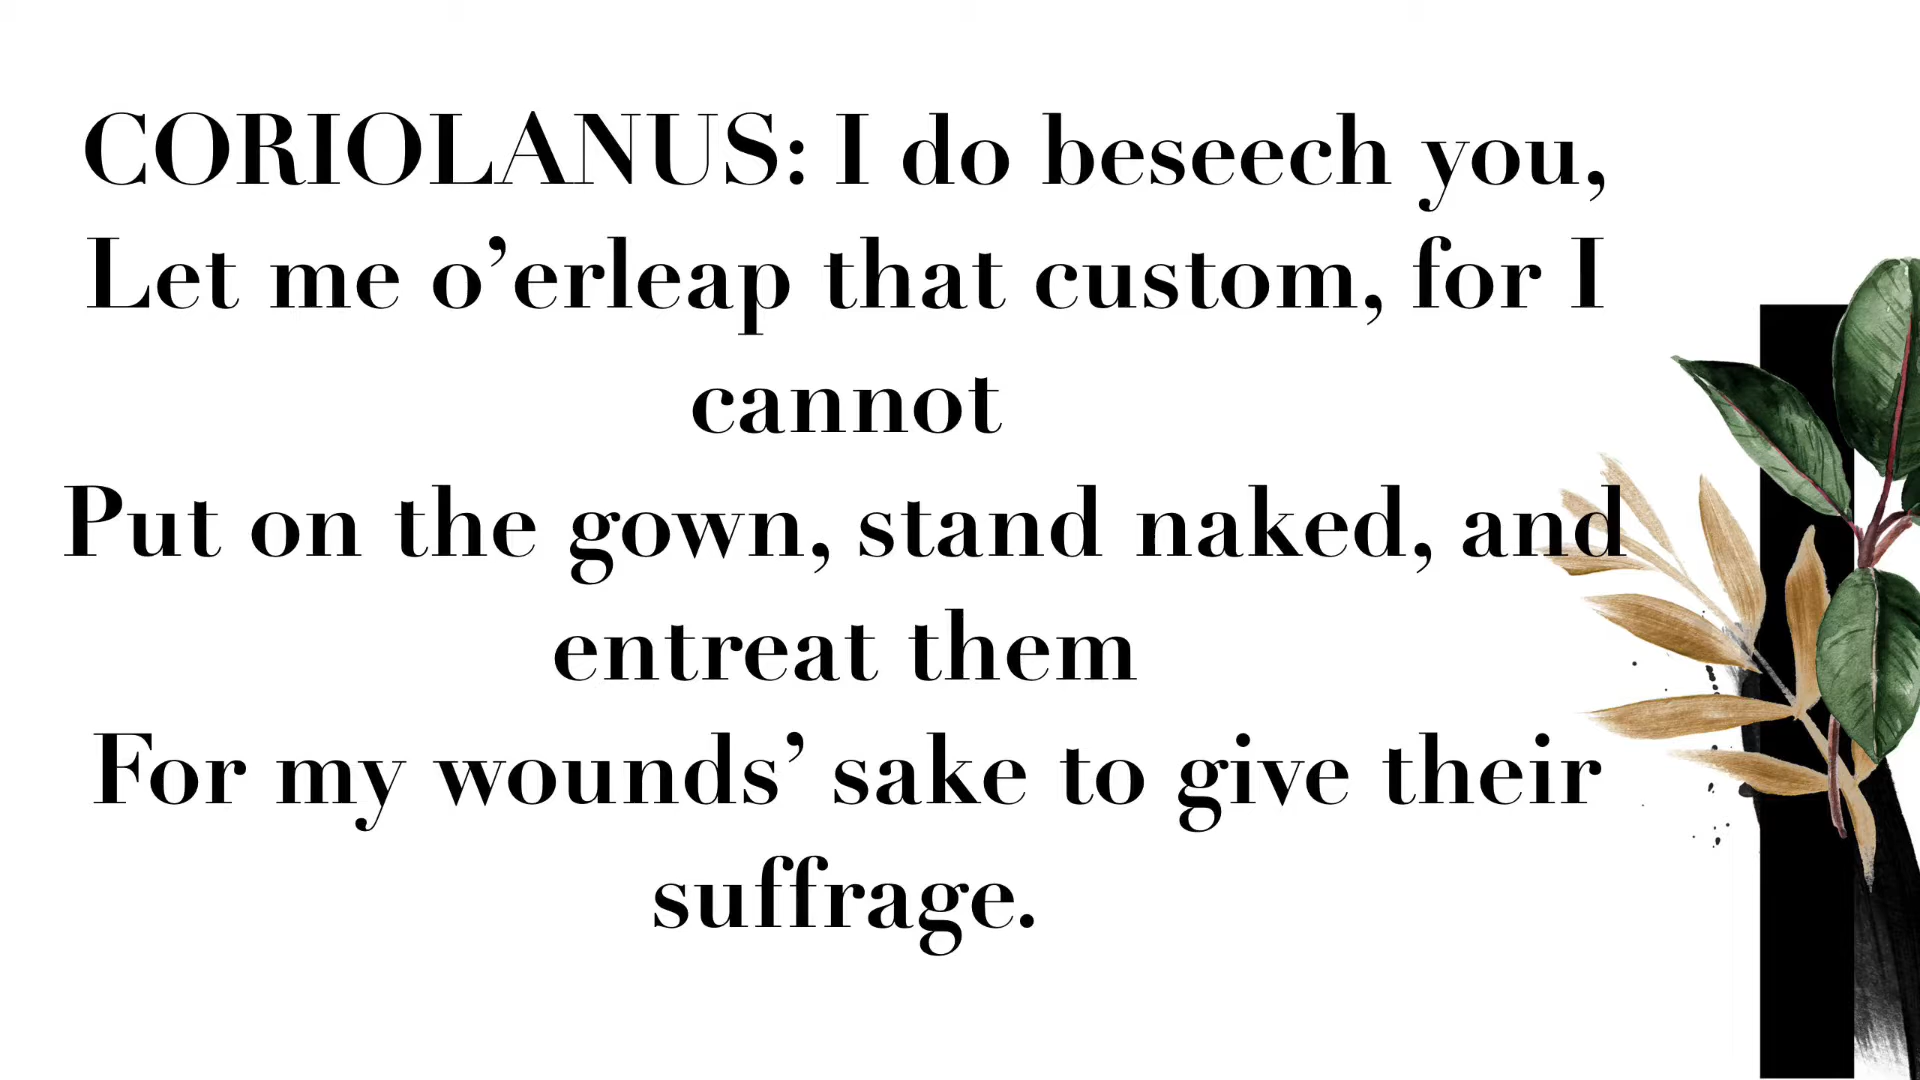 CORIOLANUS: I do beseech you,
Let me o’erleap that custom, for I
cannot
Put on the gown, stand naked, and
entreat them
For my wounds’ sake to give their
suffrage.